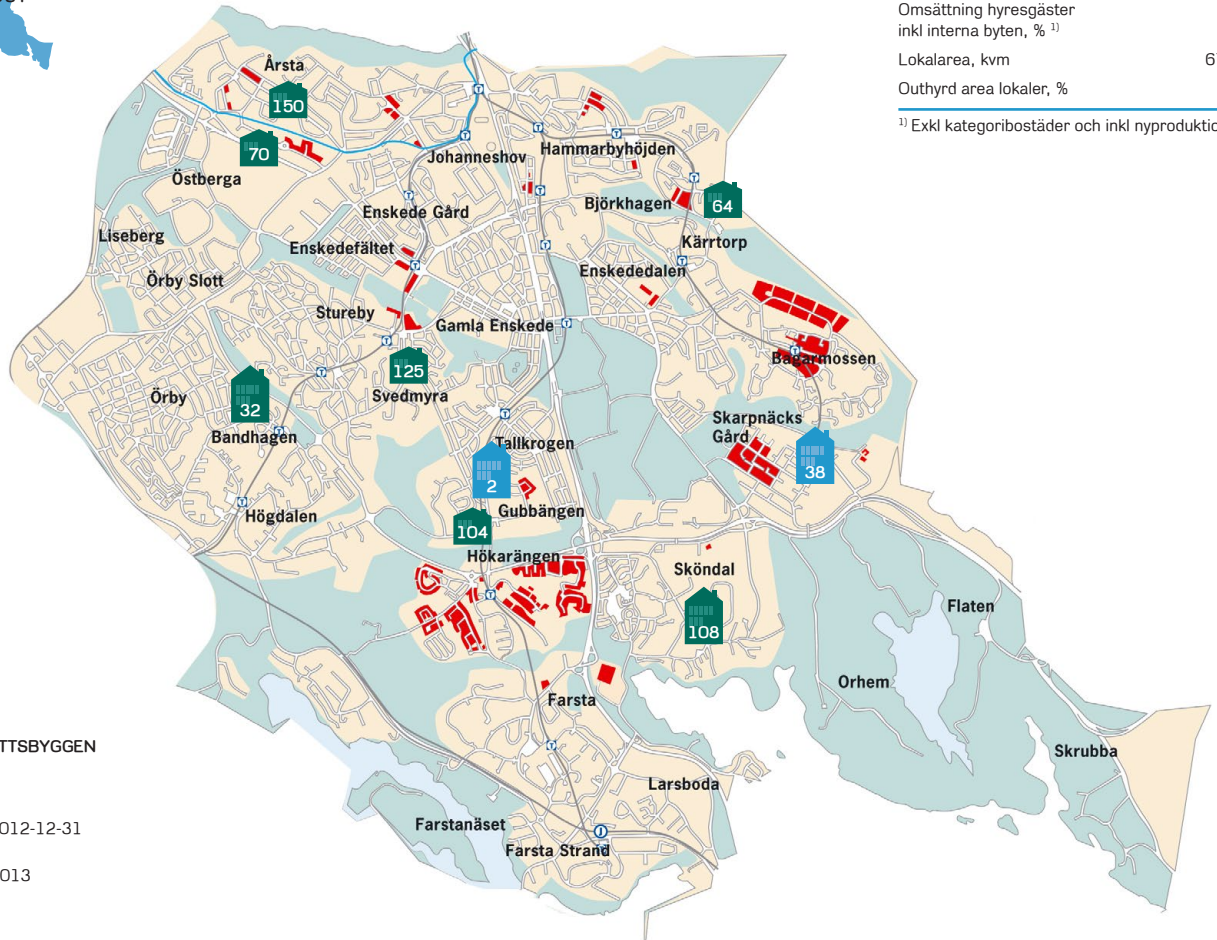 Omsättning hyresgäster
inkl interna byten, % 1)
Lokalarea, kvm
Outhyrd area lokaler, %
1) Exkl kategoribostäder och inkl
Årsta
150
70
Östberga
Johanneshov
Hammarbyhöjden
Enskede Gård
Björkhagen
64
Liseberg
Enskedefältet
Kärrtorp
Örby Slott
Enskededalen
Stureby
Gamla Enskede
Bagarmossen
125
Svedmyra
Örby
32
Bandhagen
Skarpnäcks
Gård
38
Tallkrogen
2
Gubbängen
104
Högdalen
Hökarängen
Sköndal
108
Flaten
Orhem
Farsta
Skrubba
Larsboda
Farstanäset
Farsta Strand
J